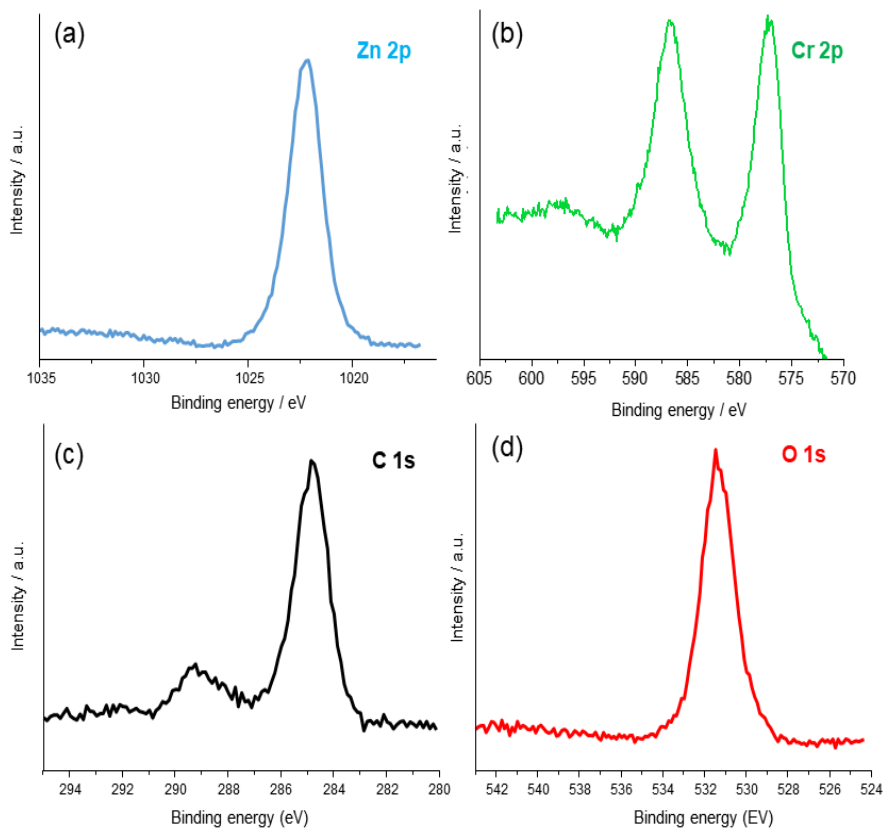 (a)
Zn 2p
Intensity / a.u.
1035 1030 1025 1020
Binding energy / eV
(b)
Cr 2p
Intensity / a.u.
605 600 595 590 585 580 575 570
Binding energy / eV
(c)
C 1s
Intensity / a.u.
294 292 290 288 286 284 282 280
Binding energy (eV)
(d)
O 1s
Intensity / a.u.
542 540 538 536 534 532 530 528 526 524
Binding energy (EV)